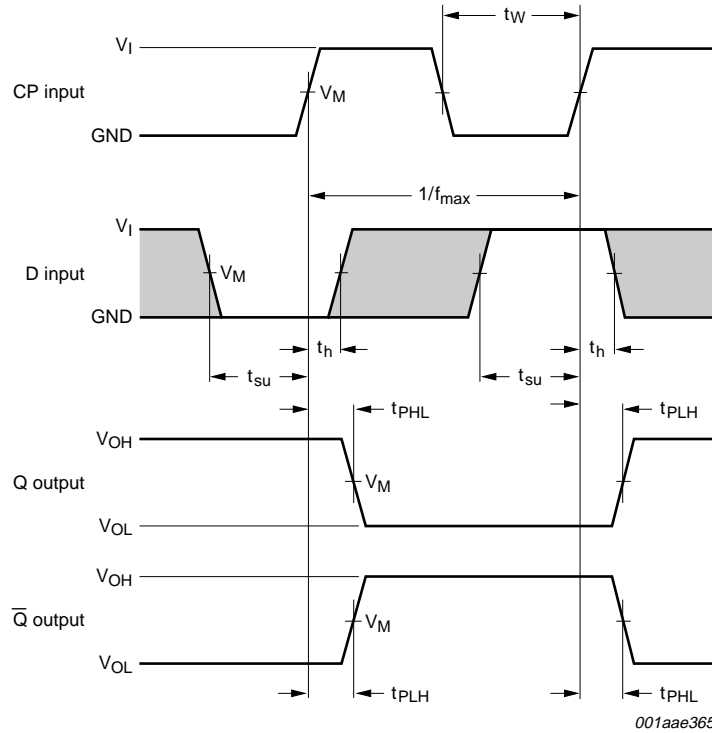 tW
VI
CP input
VM
GND
1/fmax
VI
D input
VM
GND
th
th
tsu
tsu
tPHL
tPLH
VOH
Q output
VM
VOL
VOH
Q̅ output
VM
VOL
tPLH
tPHL
001aae365